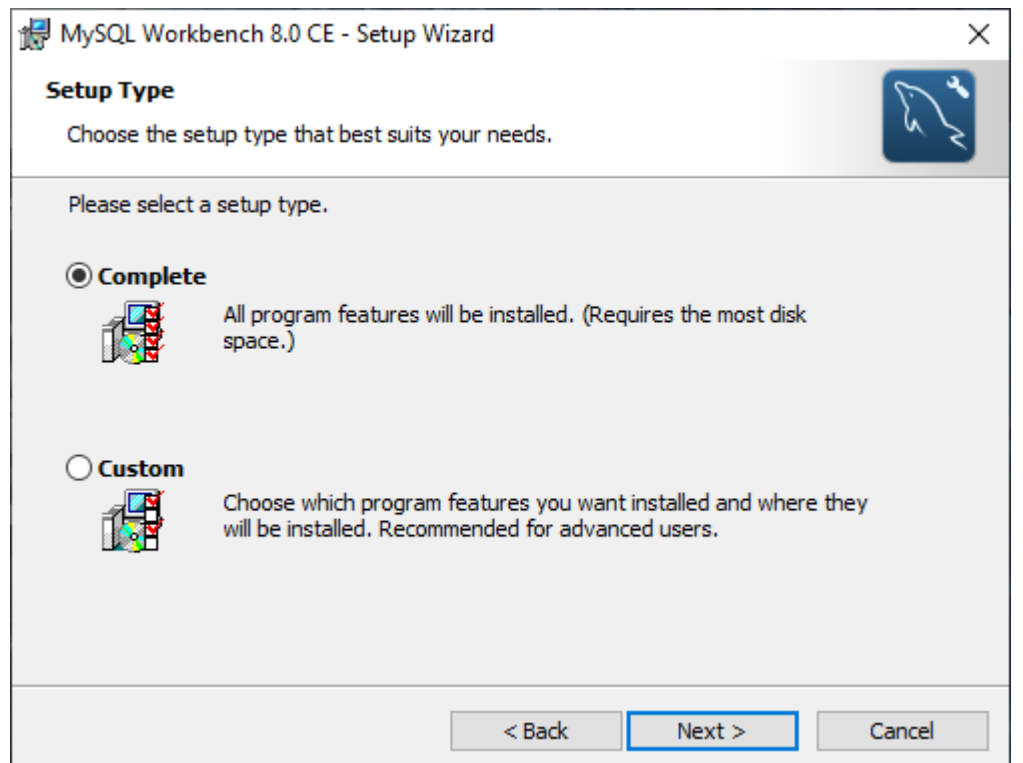 MySQL Workbench 8.0 CE - Setup Wizard
Setup Type
Choose the setup type that best suits your needs.
Please select a setup type.
Complete
All program features will be installed. (Requires the most disk
space.)
Custom
Choose which program features you want installed and where they
will be installed. Recommended for advanced users.
< Back
Next >
Cancel